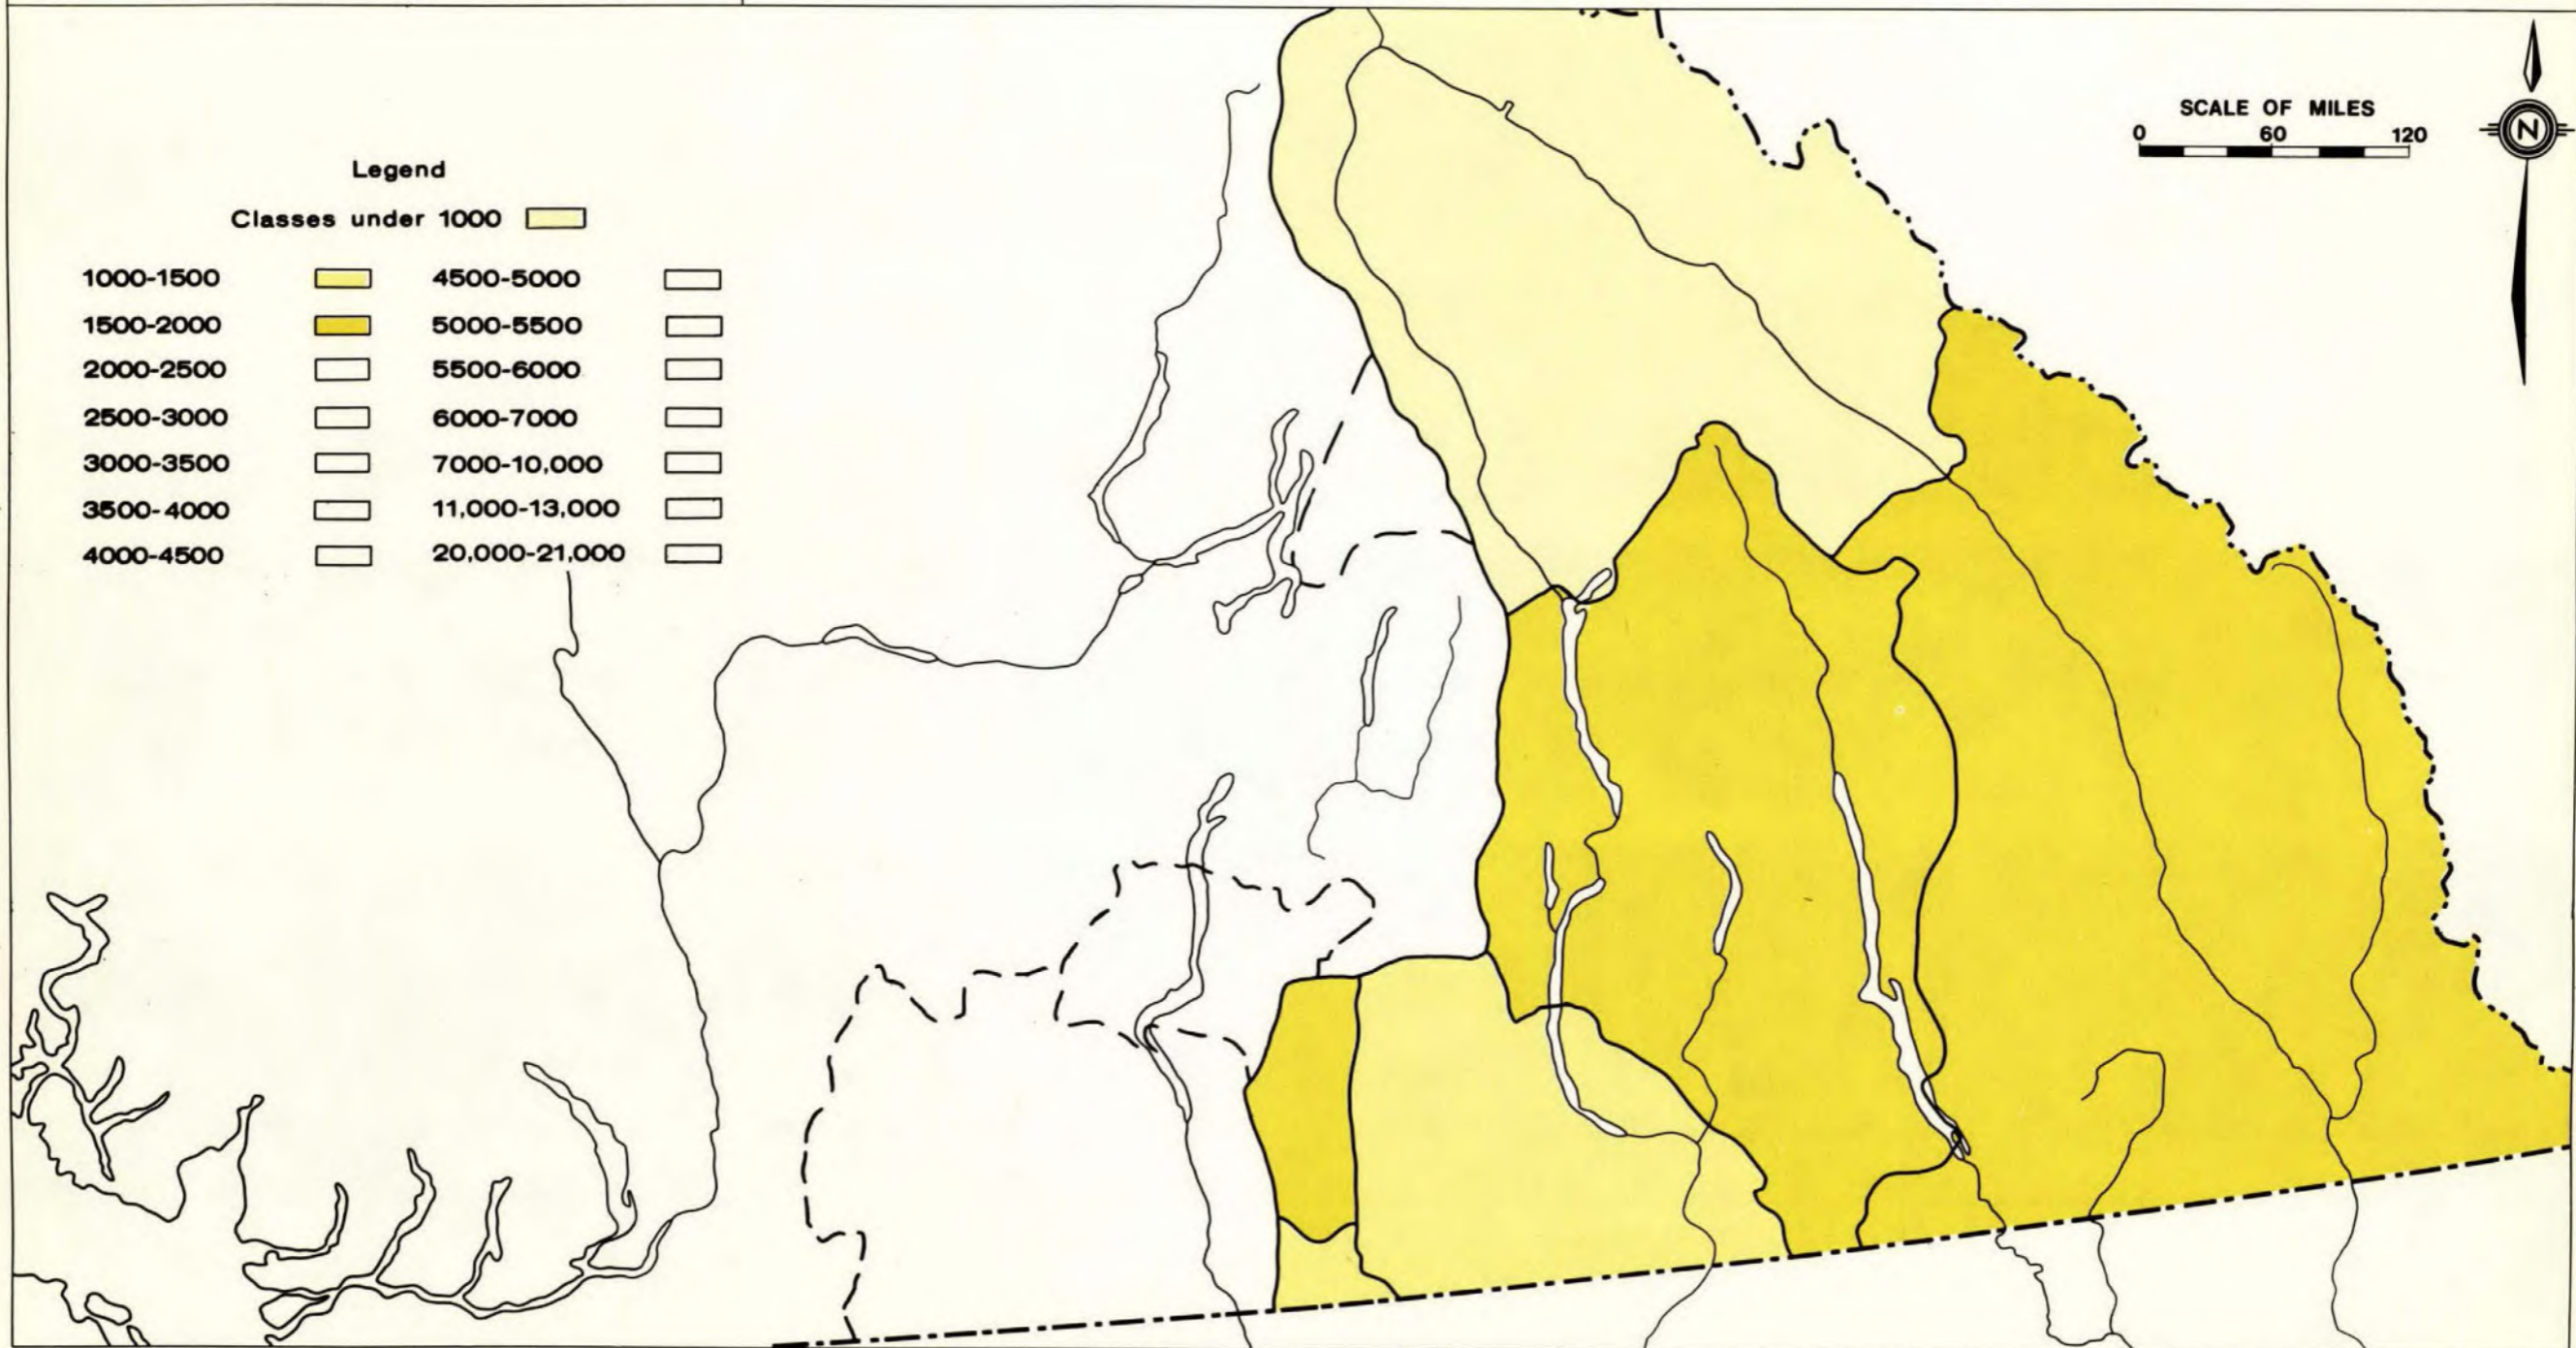 Legend
Classes under 1000
1000-1500 4500-5000
1500-2000 5000-5500
2000-2500 5500-6000
2500-3000 6000-7000
3000-3500 7000-10,000
3500-4000 11,000-13,000
4000-4500 20,000-21,000
SCALE OF MILES
0 60 120
N